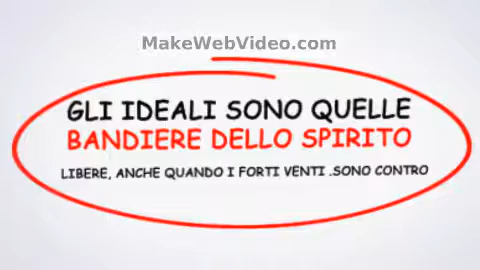 MakeWebVideo.com
GLI IDEALI SONO QUELLE
BANDIERE DELLO SPIRITO
LIBERE, ANCHE QUANDO I FORTI VENTI .SONO CONTRO